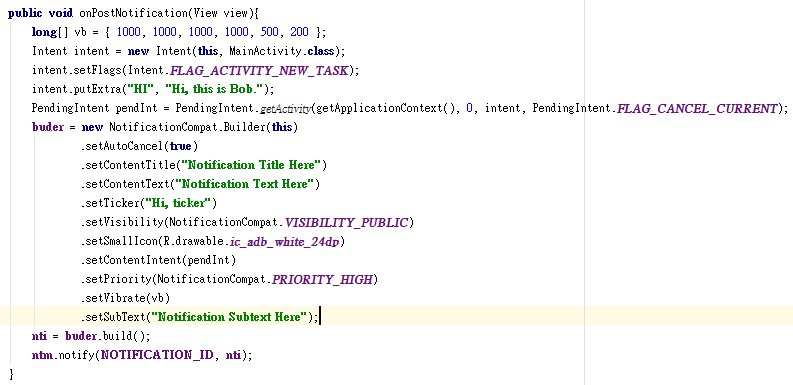 public void onPostNotification(View view){
long[] vb = { 1000, 1000, 1000, 1000, 500, 200 };
Intent intent = new Intent(this, MainActivity.class);
intent.setFlags(Intent.FLAG_ACTIVITY_NEW_TASK);
intent.putExtra("HI", "Hi, this is Bob.");
PendingIntent pendInt = PendingIntent.getActivity(getApplicationContext(), 0, intent, PendingIntent.FLAG_CANCEL_CURRENT);
buder = new NotificationCompat.Builder(this)
.setAutoCancel(true)
.setContentTitle("Notification Title Here")
.setContentText("Notification Text Here")
.setTicker("Hi, ticker")
.setVisibility(NotificationCompat.VISIBILITY_PUBLIC)
.setSmallIcon(R.drawable.ic_adb_white_24dp)
.setContentIntent(pendInt)
.setPriority(NotificationCompat.PRIORITY_HIGH)
.setVibrate(vb)
.setSubText("Notification Subtext Here");
nti = buder.build();
ntm.notify(NOTIFICATION_ID, nti);
}